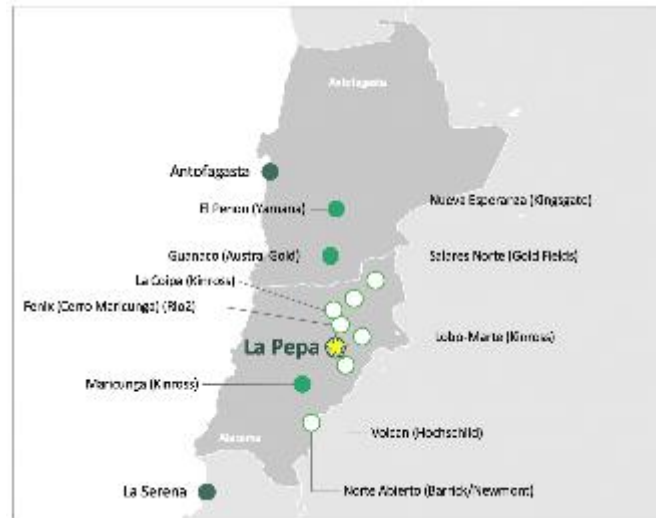 Antofagasta
Antofagasta
El Penon (Yamana)
Nueva Esperanza (Kingsgate)
Guanaco (Austral Gold)
Salares Norte (Gold Fields)
La Coipa (Kinross)
Fenix (Cerro Maricunga) (Rio2)
Lobo-Marte (Kinross)
La Pepa
Maricunga (Kinross)
Atacama
Volcan (Hochschild)
La Serena
Norte Abierto (Barrick/Newmont)